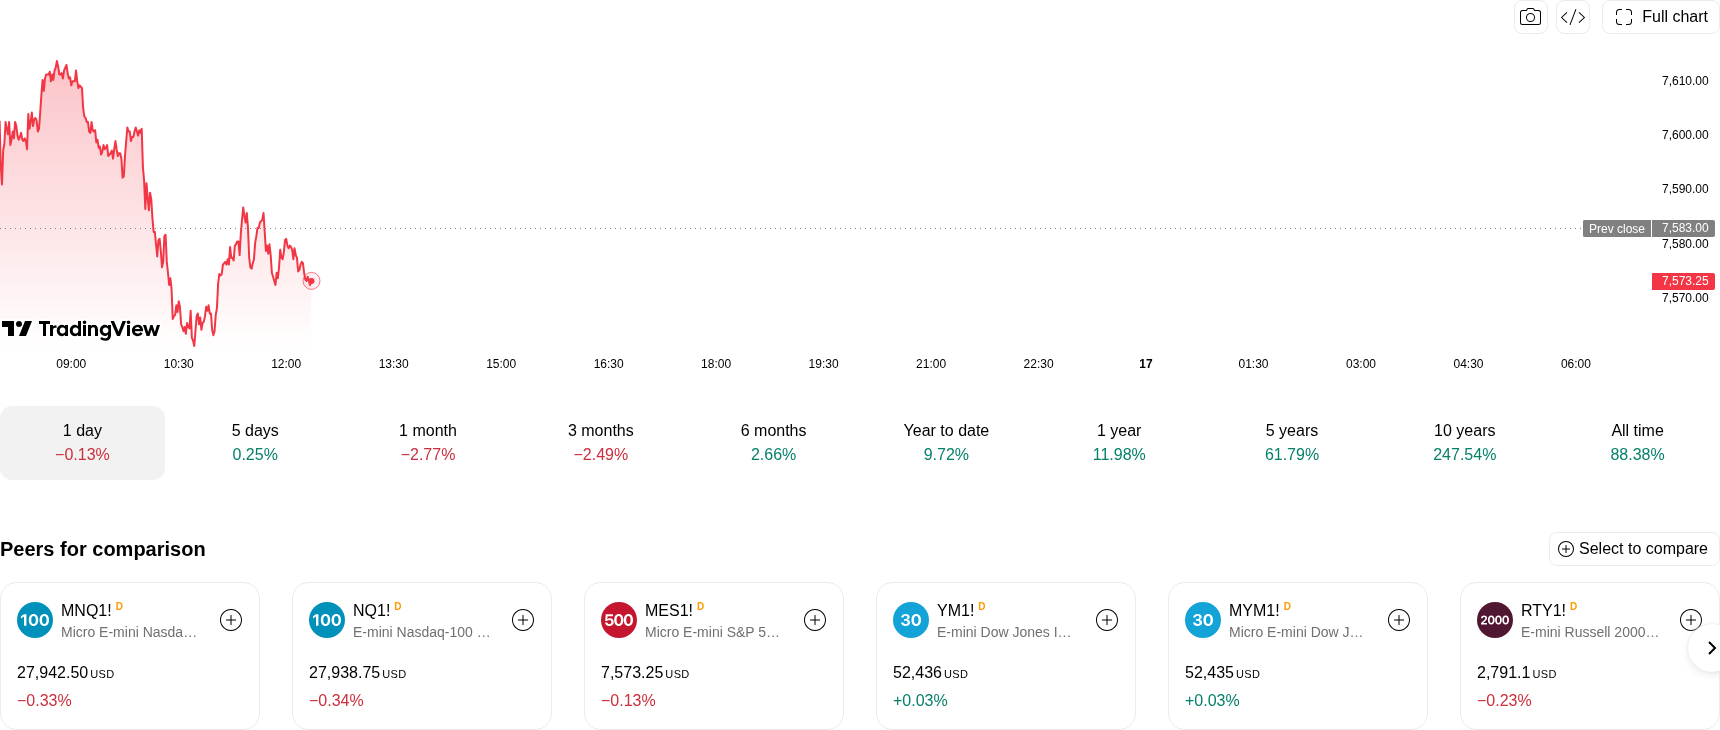 Full chart
7,610.00
7,600.00
7,590.00
Prev close 7,583.00
7,580.00
7,573.25
7,570.00
TradingView
09:00 10:30 12:00 13:30 15:00 16:30 18:00 19:30 21:00 22:30 17 01:30 03:00 04:30 06:00
1 day 5 days 1 month 3 months 6 months Year to date 1 year 5 years 10 years All time
−0.13% 0.25% −2.77% −2.49% 2.66% 9.72% 11.98% 61.79% 247.54% 88.38%
Peers for comparison
Select to compare
100 MNQ1! D
Micro E-mini Nasda…
27,942.50 USD
−0.33%
100 NQ1! D
E-mini Nasdaq-100 …
27,938.75 USD
−0.34%
500 MES1! D
Micro E-mini S&P 5…
7,573.25 USD
−0.13%
30 YM1! D
E-mini Dow Jones I…
52,436 USD
+0.03%
30 MYM1! D
Micro E-mini Dow J…
52,435 USD
+0.03%
2000 RTY1! D
E-mini Russell 2000…
2,791.1 USD
−0.23%